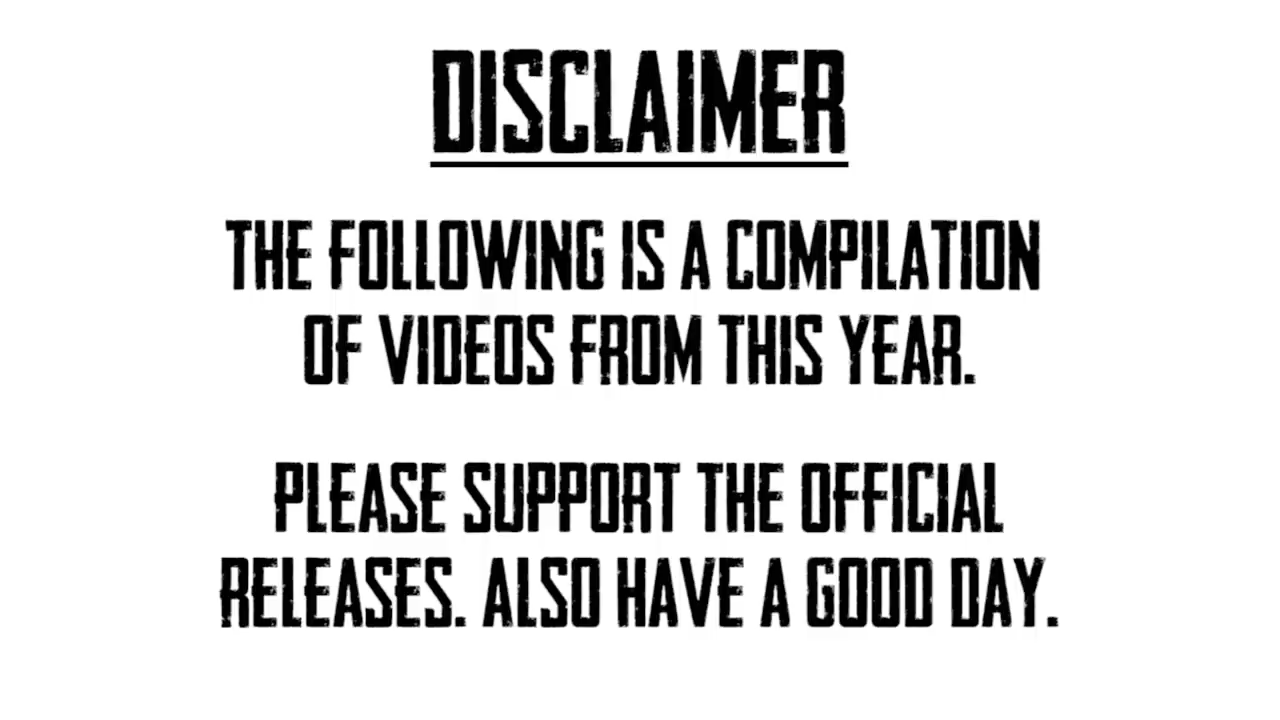 DISCLAIMER
THE FOLLOWING IS A COMPILATION
OF VIDEOS FROM THIS YEAR.
PLEASE SUPPORT THE OFFICIAL
RELEASES. ALSO HAVE A GOOD DAY.